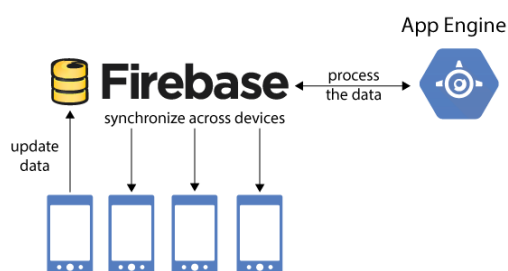 App Engine
Firebase
process
the data
synchronize across devices
update
data